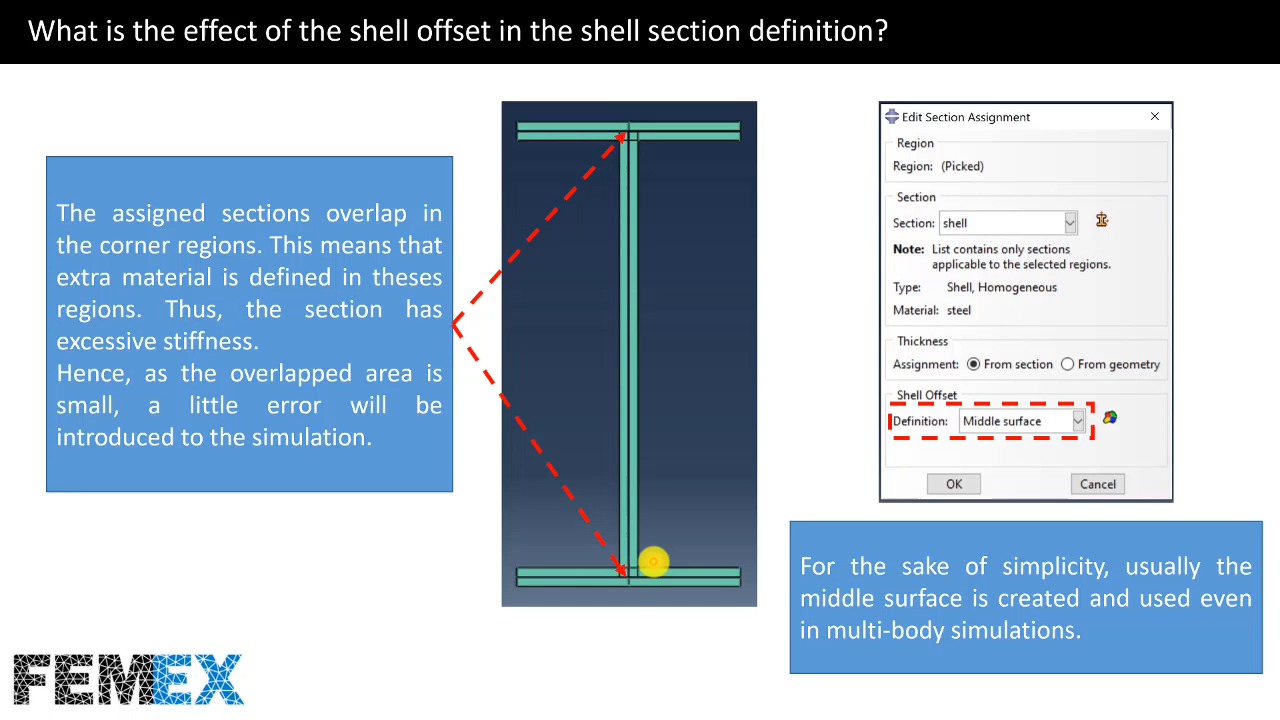 What is the effect of the shell offset in the shell section definition?
The assigned sections overlap in
the corner regions. This means that
extra material is defined in theses
regions. Thus, the section has
excessive stiffness.
Hence, as the overlapped area is
small, a little error will be
introduced to the simulation.
Edit Section Assignment
Region
Region: (Picked)
Section
Section: shell
Note: List contains only sections
applicable to the selected regions.
Type: Shell, Homogeneous
Material: steel
Thickness
Assignment: From section From geometry
Shell Offset
Definition: Middle surface
OK Cancel
For the sake of simplicity, usually the
middle surface is created and used even
in multi-body simulations.
FEMEX